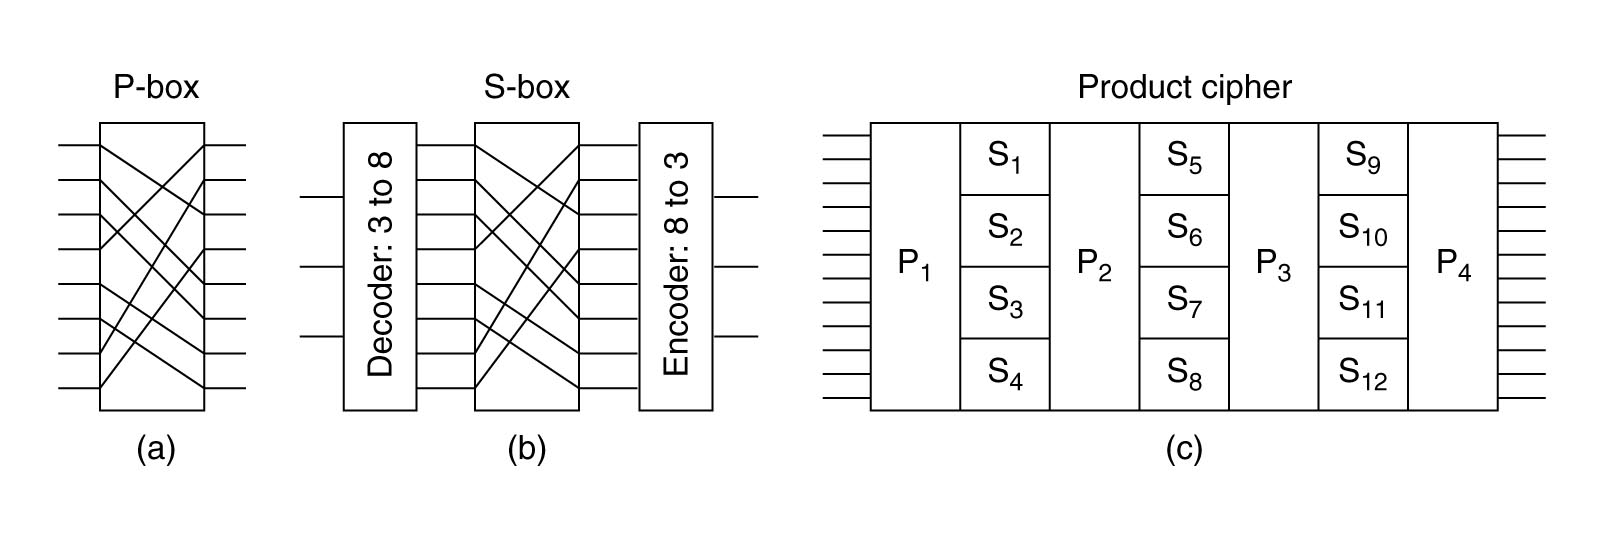 P-box
S-box
Product cipher
Decoder: 3 to 8
Encoder: 8 to 3
P1
S1
S2
S3
S4
P2
S5
S6
S7
S8
P3
S9
S10
S11
S12
P4
(a)
(b)
(c)